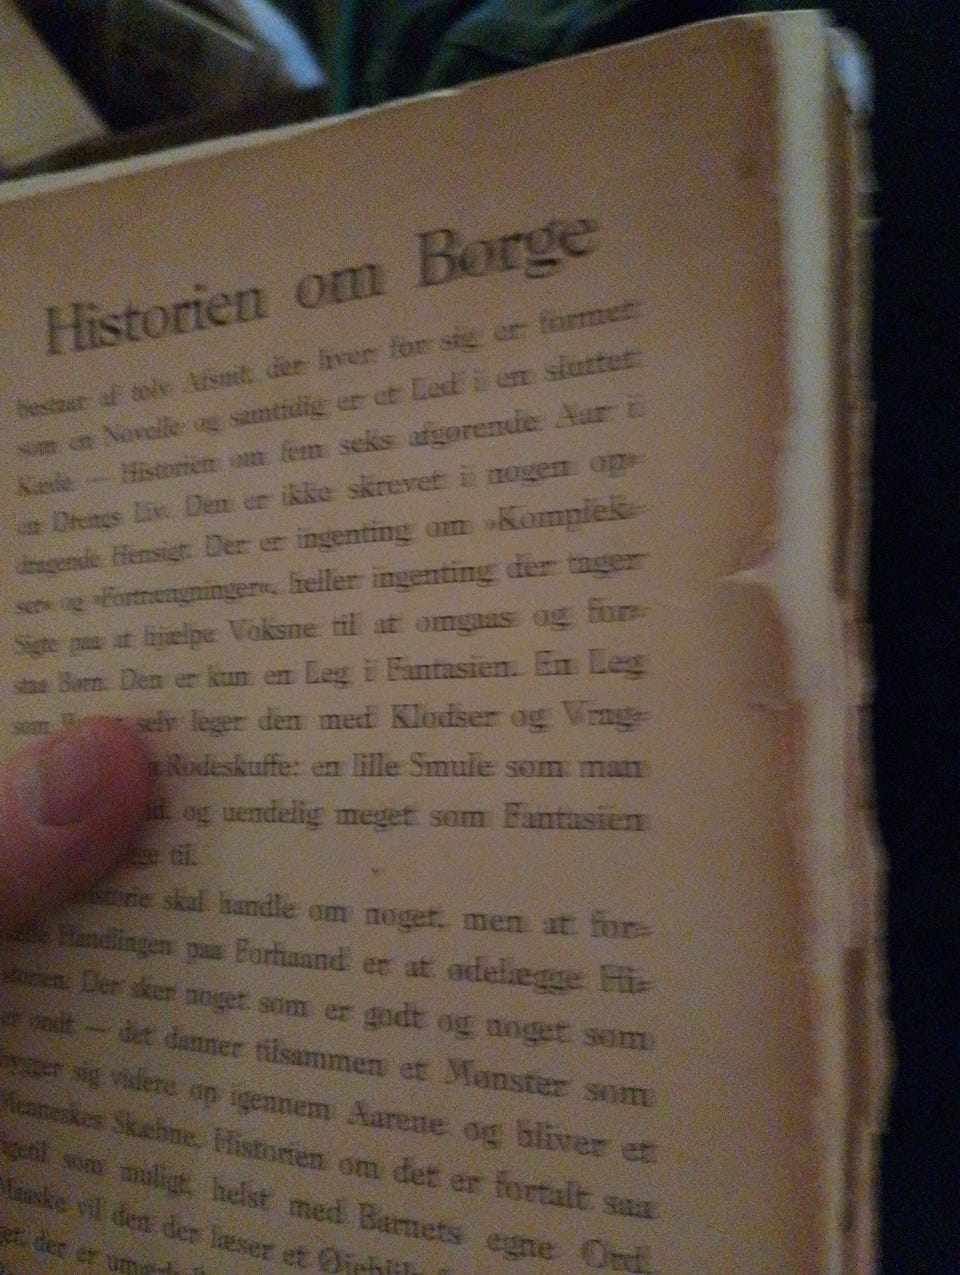 Historien om Børge
bestaar af tolv Afsnit, der hver for sig er formet
som en Novelle og samtidig er et Led i en sluttet
Kæde — Historien om fem seks afgørende Aar i
en Drengs Liv. Den er ikke skrevet i nogen op-
dragende Hensigt. Der er ingenting om »Komplek-
ser« og »Fortrængninger«, heller ingenting der tager
Sigte paa at hjælpe Voksne til at omgaas og for-
staa Børn. Den er kun en Leg i Fantasien. En Leg
som selv leger den med Klodser og Vrag-
Rodeskuffe: en lille Smule som man
og uendelig meget som Fantasien
til.
Historie skal handle om noget, men at for-
Handlingen paa Forhaand er at ødelægge Hi-
storien. Der sker noget som er godt og noget som
er ondt — det danner tilsammen et Mønster som
bygger sig videre op igennem Aarene og bliver et
Menneskes Skæbne. Historien om det er fortalt saa
ligetil som muligt, helst med Barnets egne Ord.
Maaske vil den der læser et
der er